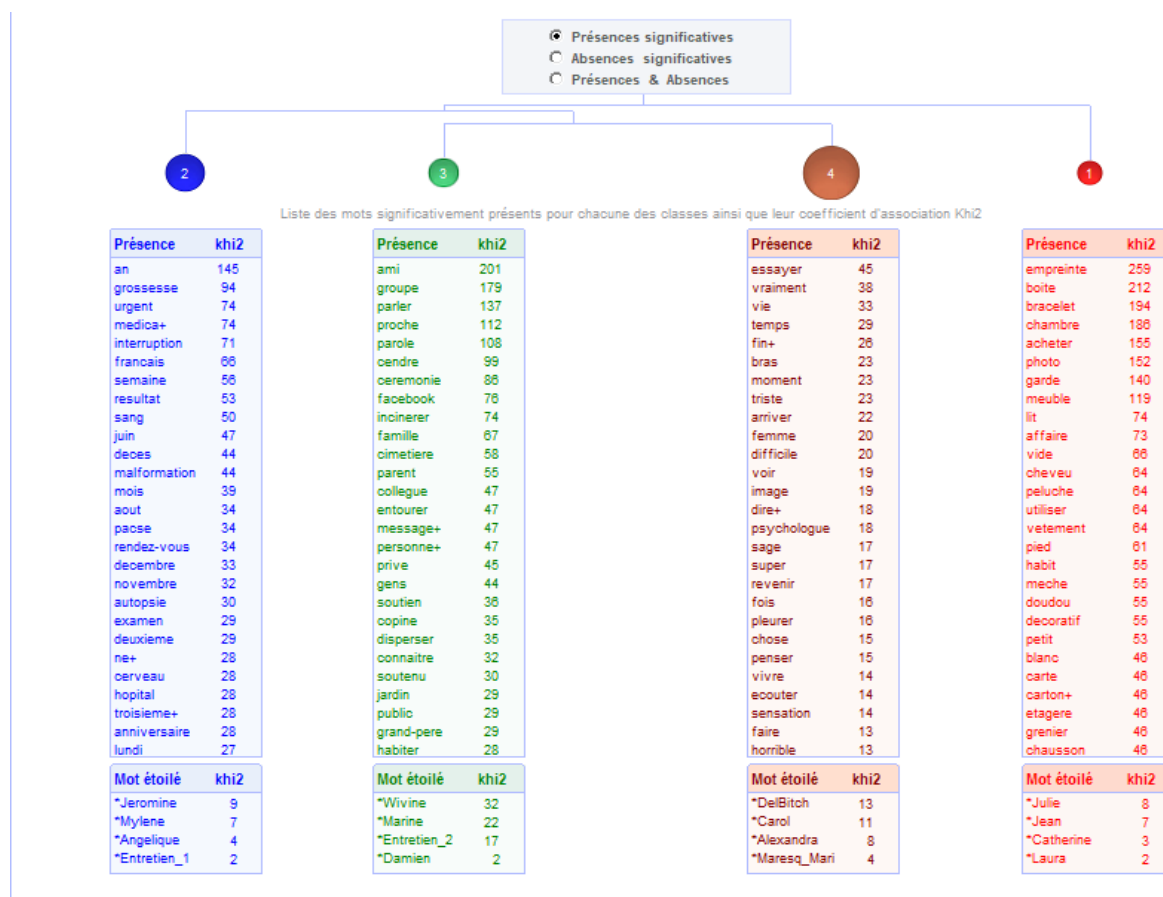 Présences significatives
Absences significatives
Présences & Absences
2
3
4
1
Liste des mots significativement présents pour chacune des classes ainsi que leur coefficient d'association Khi2
Présence khi2
an 145
grossesse 94
urgent 74
medica+ 74
interruption 71
francais 66
semaine 56
resultat 53
sang 50
juin 47
deces 44
malformation 44
mois 39
aout 34
pacse 34
rendez-vous 34
decembre 33
novembre 32
autopsie 30
examen 29
deuxieme 29
ne+ 28
cerveau 28
hopital 28
troisieme+ 28
anniversaire 28
lundi 27
Mot étoilé khi2
*Jeromine 9
*Mylene 7
*Angelique 4
*Entretien_1 2
Présence khi2
ami 201
groupe 179
parler 137
proche 112
parole 108
cendre 99
ceremonie 86
facebook 76
incinerer 74
famille 67
cimetiere 58
parent 55
collegue 47
entourer 47
message+ 47
personne+ 47
prive 45
gens 44
soutien 36
copine 35
disperser 35
connaitre 32
soutenu 30
jardin 29
public 29
grand-pere 29
habiter 28
Mot étoilé khi2
*Wivine 32
*Marine 22
*Entretien_2 17
*Damien 2
Présence khi2
essayer 45
vraiment 38
vie 33
temps 29
fin+ 26
bras 23
moment 23
triste 23
arriver 22
femme 20
difficile 20
voir 19
image 19
dire+ 18
psychologue 18
sage 17
super 17
revenir 17
fois 16
pleurer 16
chose 15
penser 15
vivre 14
ecouter 14
sensation 14
faire 13
horrible 13
Mot étoilé khi2
*DelBitch 13
*Carol 11
*Alexandra 8
*Maresq_Mari 4
Présence khi2
empreinte 259
boite 212
bracelet 194
chambre 186
acheter 155
photo 152
garde 140
meuble 119
lit 74
affaire 73
vide 66
cheveu 64
peluche 64
utiliser 64
vetement 64
pied 61
habit 55
meche 55
doudou 55
decoratif 55
petit 53
blanc 46
carte 46
carton+ 46
etagere 46
grenier 46
chausson 46
Mot étoilé khi2
*Julie 8
*Jean 7
*Catherine 3
*Laura 2